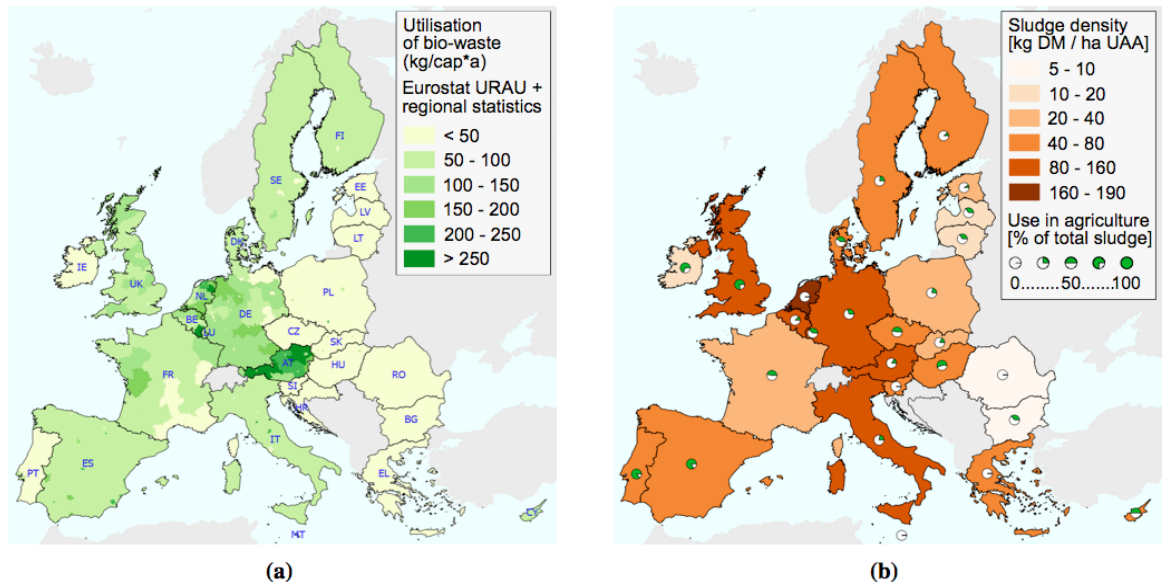 Utilisation
of bio-waste
(kg/cap*a)
Eurostat URAU +
regional statistics
< 50
50 - 100
100 - 150
150 - 200
200 - 250
> 250
FI
SE
EE
LV
LT
DK
IE
UK
NL
BE
LU
DE
PL
CZ
SK
AT
HU
RO
FR
SI
HR
BG
IT
PT
ES
EL
CY
MT
(a)
Sludge density
[kg DM / ha UAA]
5 - 10
10 - 20
20 - 40
40 - 80
80 - 160
160 - 190
Use in agriculture
[% of total sludge]
0........50......100
(b)